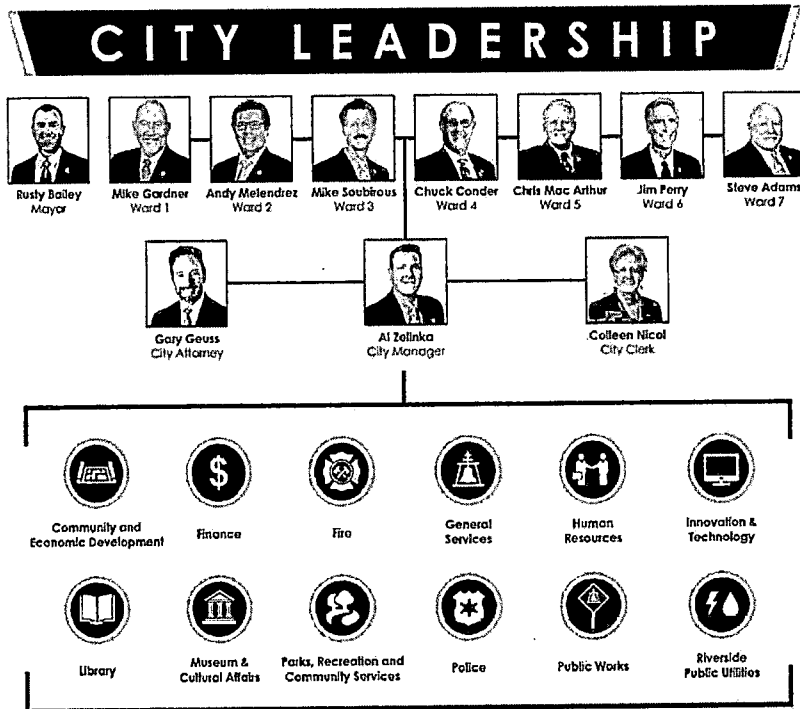 CITY LEADERSHIP
Rusty Bailey
Mayor
Mike Gardner
Ward 1
Andy Melendrez
Ward 2
Mike Soubirous
Ward 3
Chuck Conder
Ward 4
Chris Mac Arthur
Ward 5
Jim Perry
Ward 6
Steve Adams
Ward 7
Gary Geuss
City Attorney
Al Zelinka
City Manager
Colleen Nicol
City Clerk
Community and
Economic Development
$
Finance
Fire
General
Services
Human
Resources
Innovation &
Technology
Library
Museum &
Cultural Affairs
Parks, Recreation and
Community Services
Police
Public Works
Riverside
Public Utilities